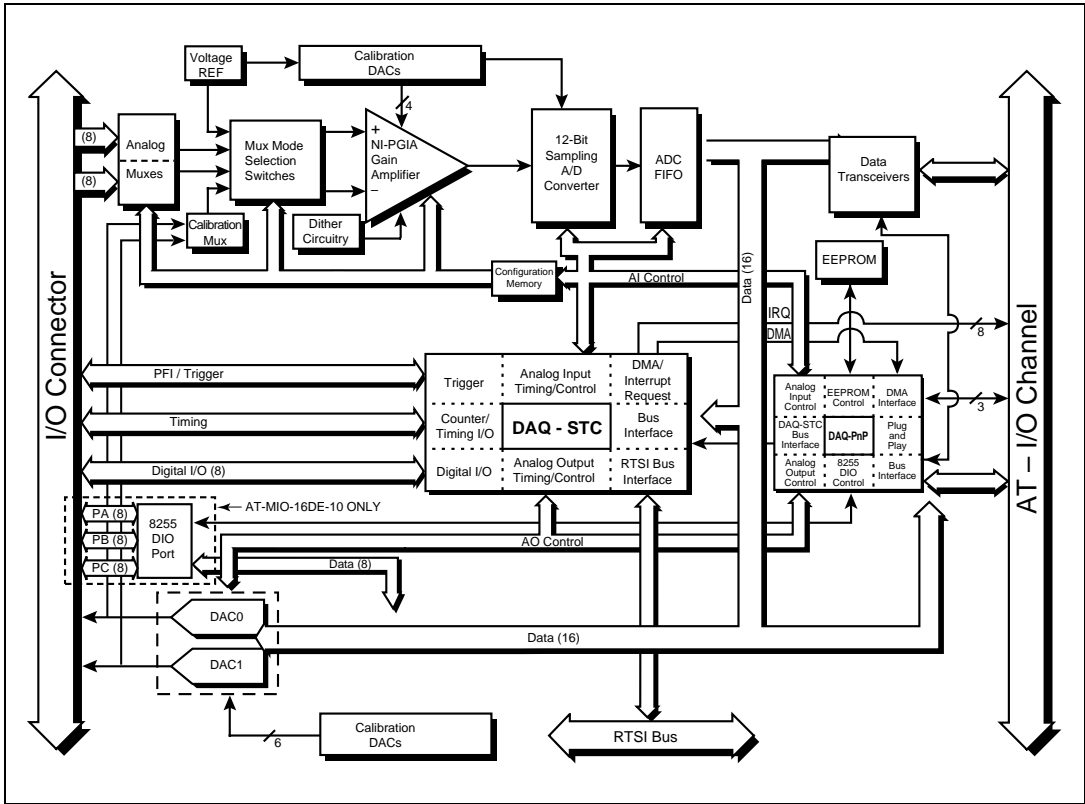 Voltage
REF
Calibration
DACs
4
(8)
(8)
Analog
Muxes
Mux Mode
Selection
Switches
+
NI-PGIA
Gain
Amplifier
–
12-Bit
Sampling
A/D
Converter
ADC
FIFO
Data
Transceivers
Calibration
Mux
Dither
Circuitry
Configuration
Memory
AI Control
Data (16)
EEPROM
IRQ
DMA
8
3
I/O Connector
AT – I/O Channel
PFI / Trigger
Timing
Digital I/O (8)
Trigger
Analog Input
Timing/Control
DMA/
Interrupt
Request
Counter/
Timing I/O
DAQ - STC
Bus
Interface
Digital I/O
Analog Output
Timing/Control
RTSI Bus
Interface
Analog
Input
Control
EEPROM
Control
DMA
Interface
DAQ-STC
Bus
Interface
DAQ-PnP
Plug
and
Play
Analog
Output
Control
8255
DIO
Control
Bus
Interface
AT-MIO-16DE-10 ONLY
PA (8)
PB (8)
PC (8)
8255
DIO
Port
AO Control
Data (8)
DAC0
DAC1
Data (16)
6
Calibration
DACs
RTSI Bus